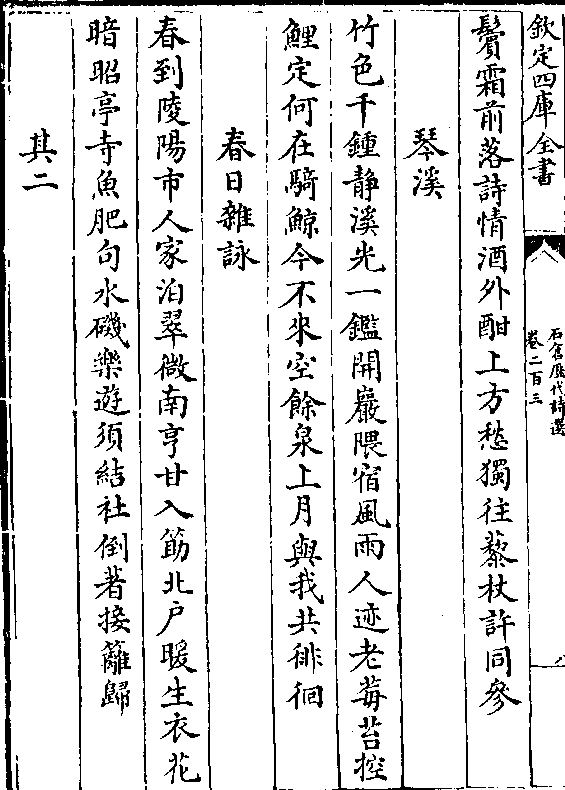 欽定四庫全書
石倉歷代詩選
卷二百三
鬢霜前落詩情酒外酣上方愁獨往藜杖許同參
琴溪
竹色千鍾靜溪光一鑑開巖隈宿風雨人迹老莓苔控
鯉定何在騎鯨今不來空餘泉上月與我共徘徊
春日雜詠
春到陵陽市人家泊翠微南亨甘入筯北户暖生衣花
暗昭亭寺魚肥句水磯樂遊須結社倒著接籬歸
其二